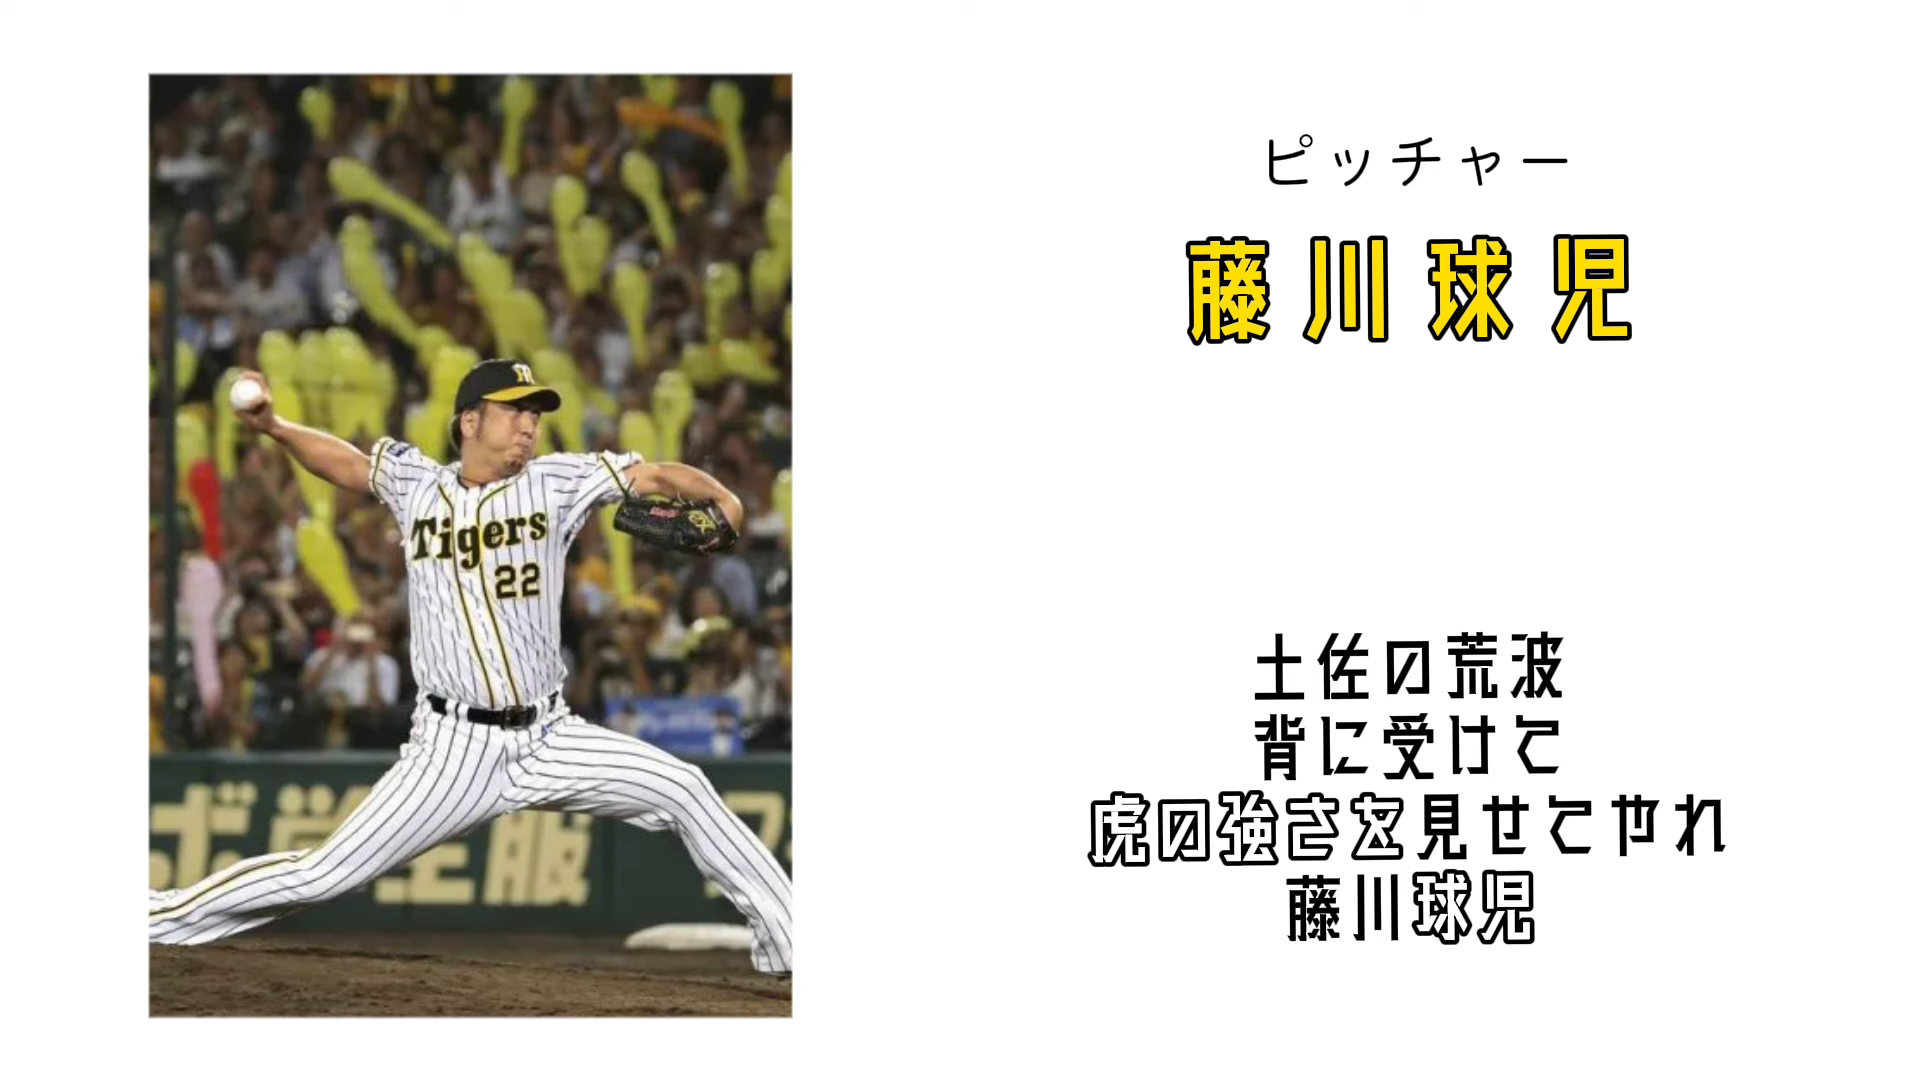 ピッチャー
藤川球児
土佐の荒波
背に受けて
虎の強さを見せてやれ
藤川球児
Tigers
22